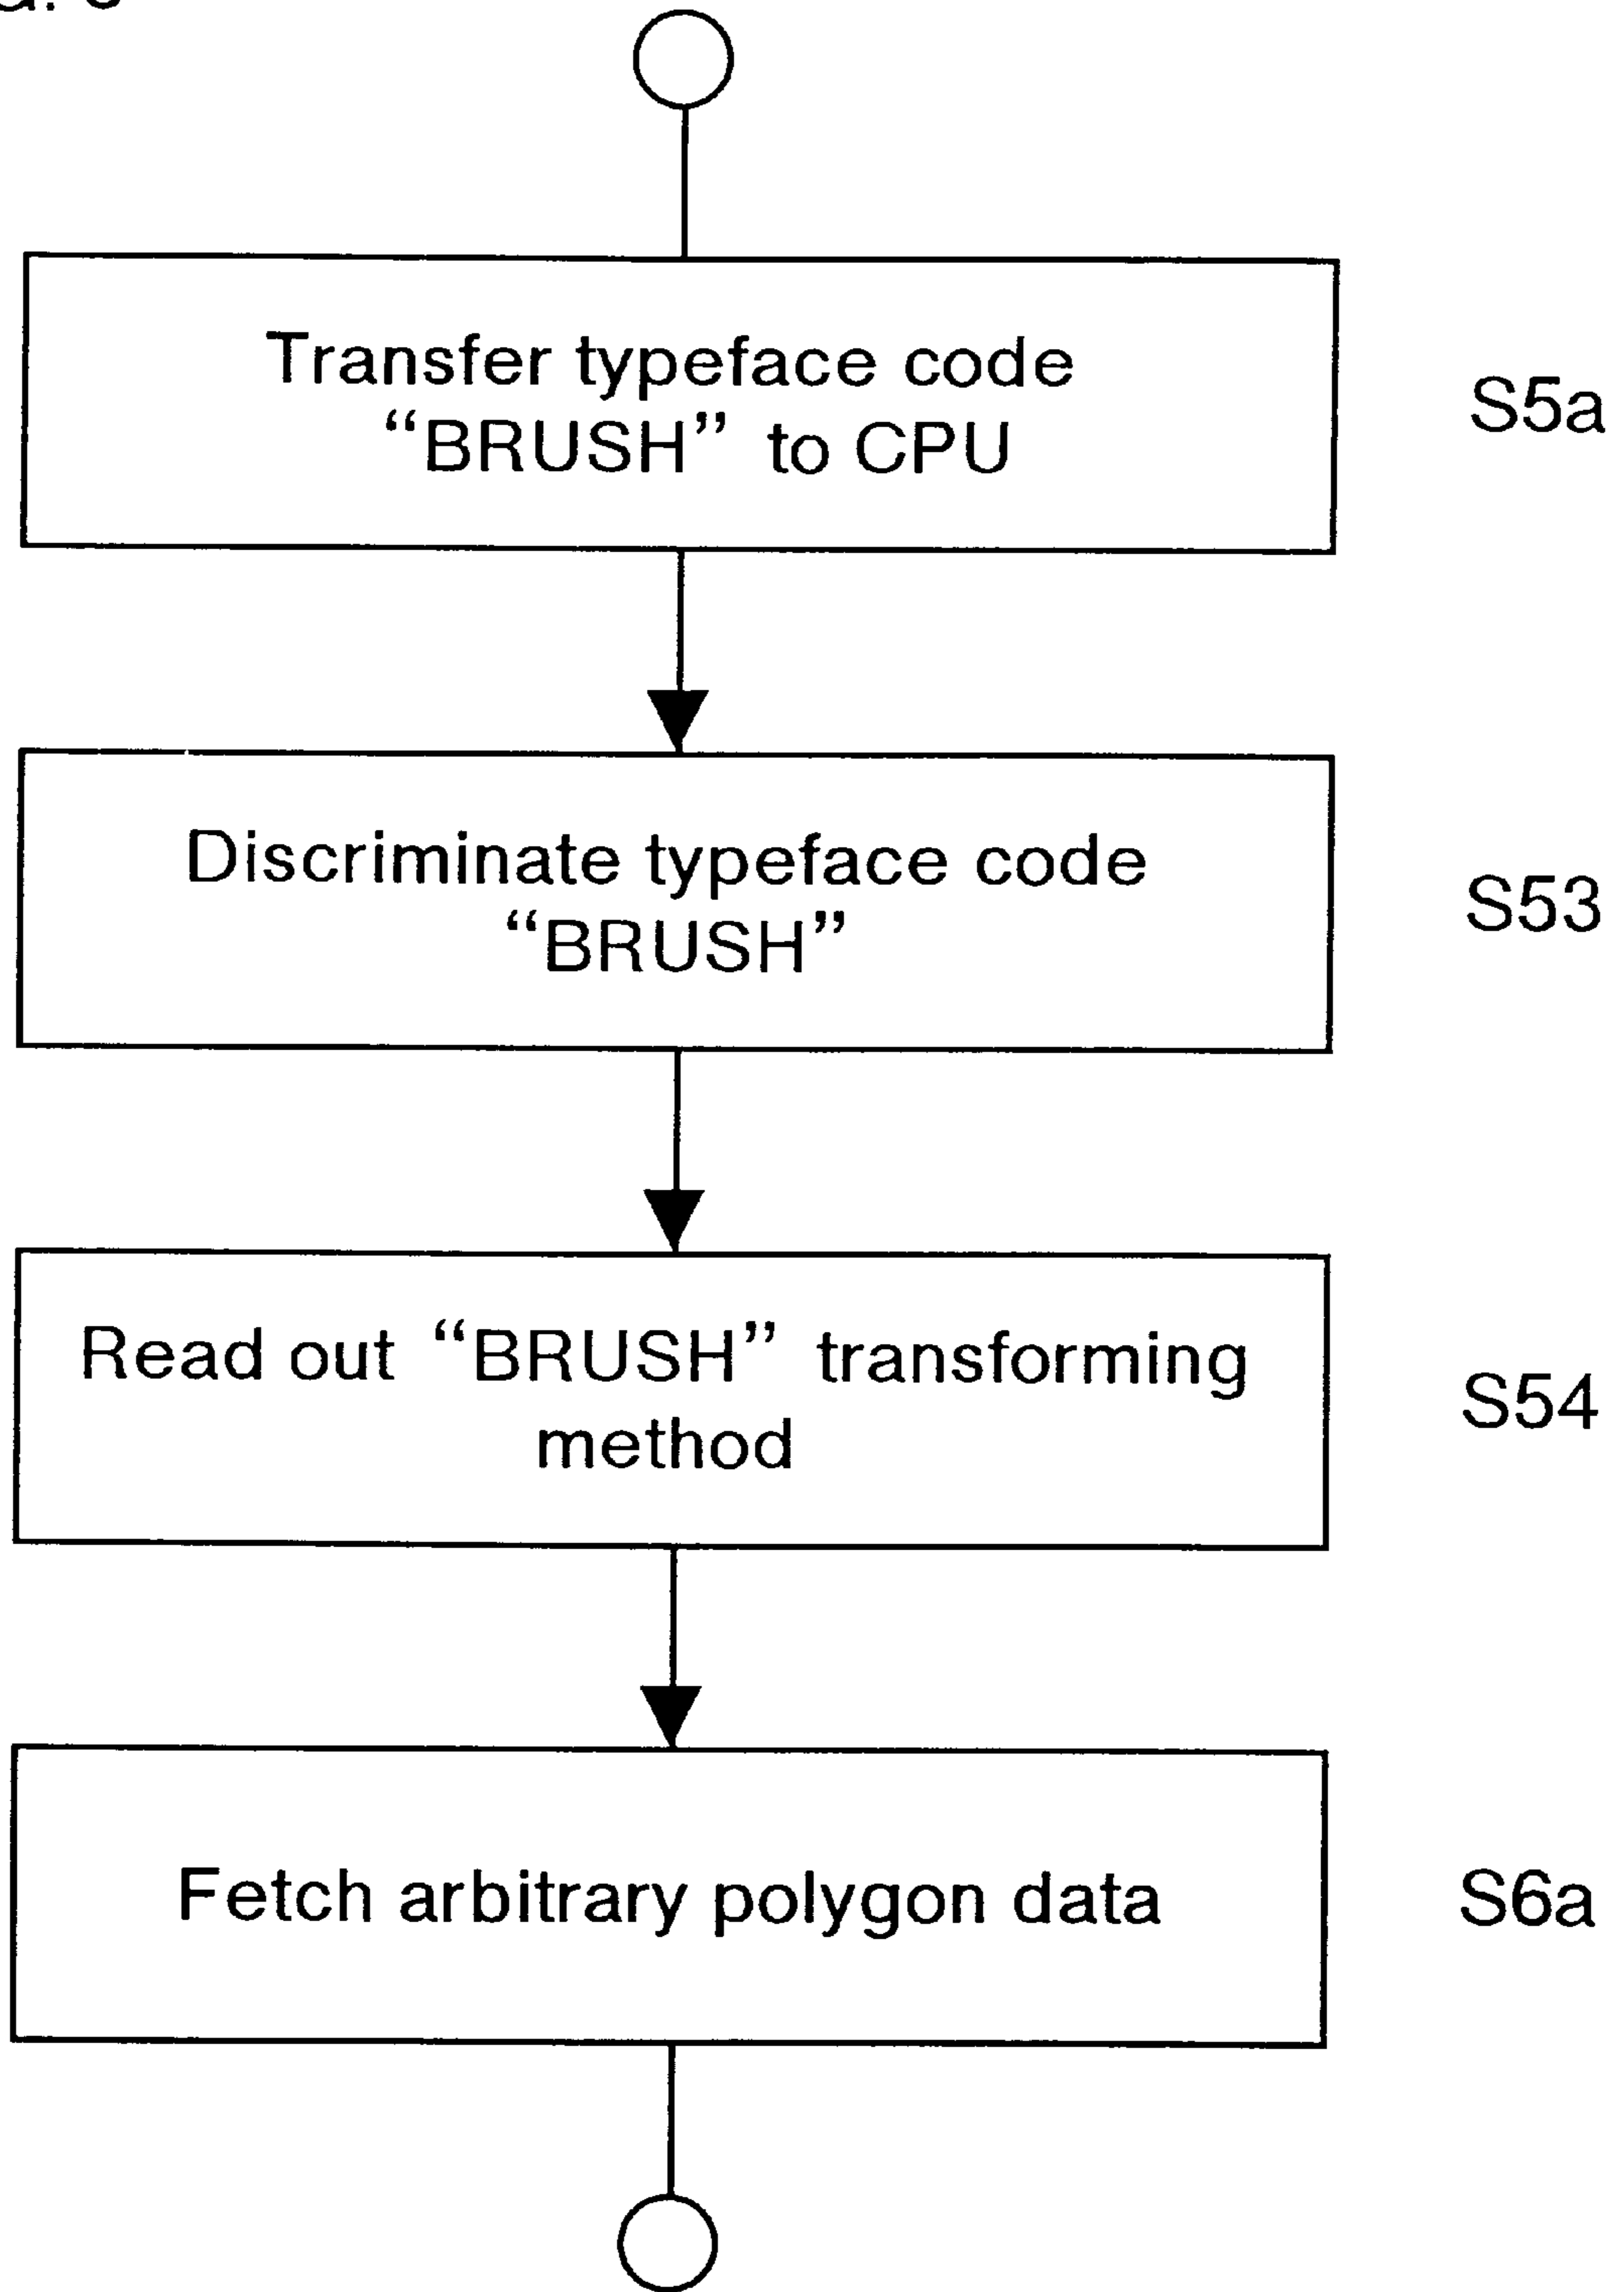 Transfer typeface code
“BRUSH” to CPU
S5a
Discriminate typeface code
“BRUSH”
S53
Read out “BRUSH” transforming
method
S54
Fetch arbitrary polygon data
S6a